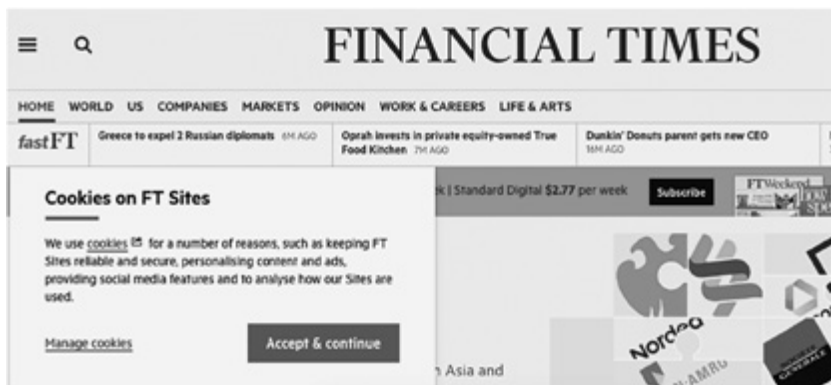 FINANCIAL TIMES
HOME WORLD US COMPANIES MARKETS OPINION WORK & CAREERS LIFE & ARTS
fastFT
Greece to expel 2 Russian diplomats 6M AGO
Oprah invests in private equity-owned True
Food Kitchen 7M AGO
Dunkin' Donuts parent gets new CEO
16M AGO
| Standard Digital $2.77 per week
Subscribe
FTWeekend
Cookies on FT Sites
We use cookies for a number of reasons, such as keeping FT
Sites reliable and secure, personalising content and ads,
providing social media features and to analyse how our Sites are
used.
Manage cookies
Accept & continue
Nordea
Asia and